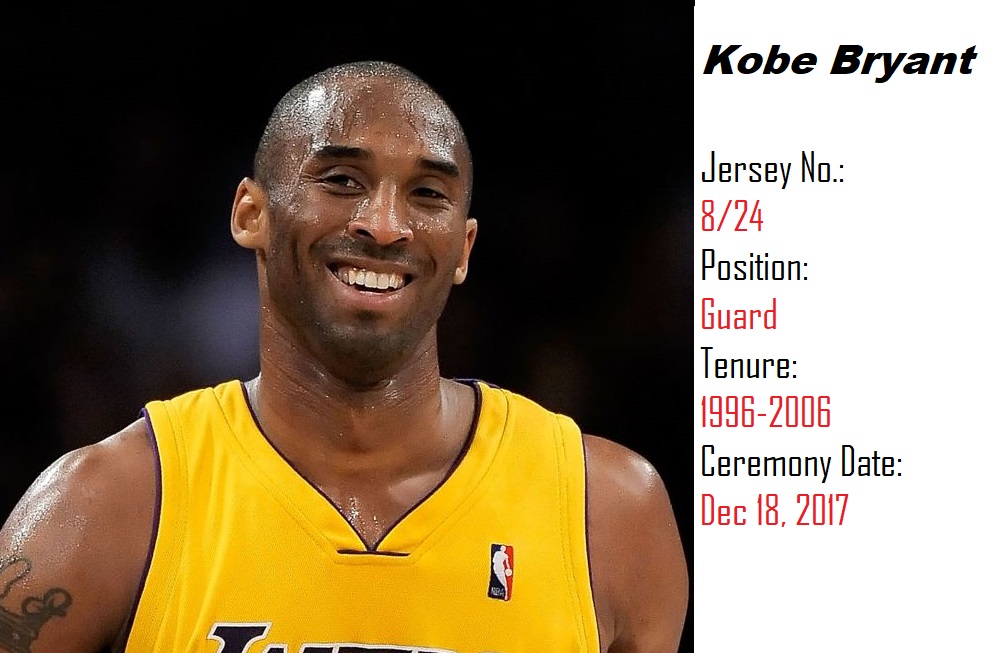 Kobe Bryant
Jersey No.:
8/24
Position:
Guard
Tenure:
1996-2006
Ceremony Date:
Dec 18, 2017